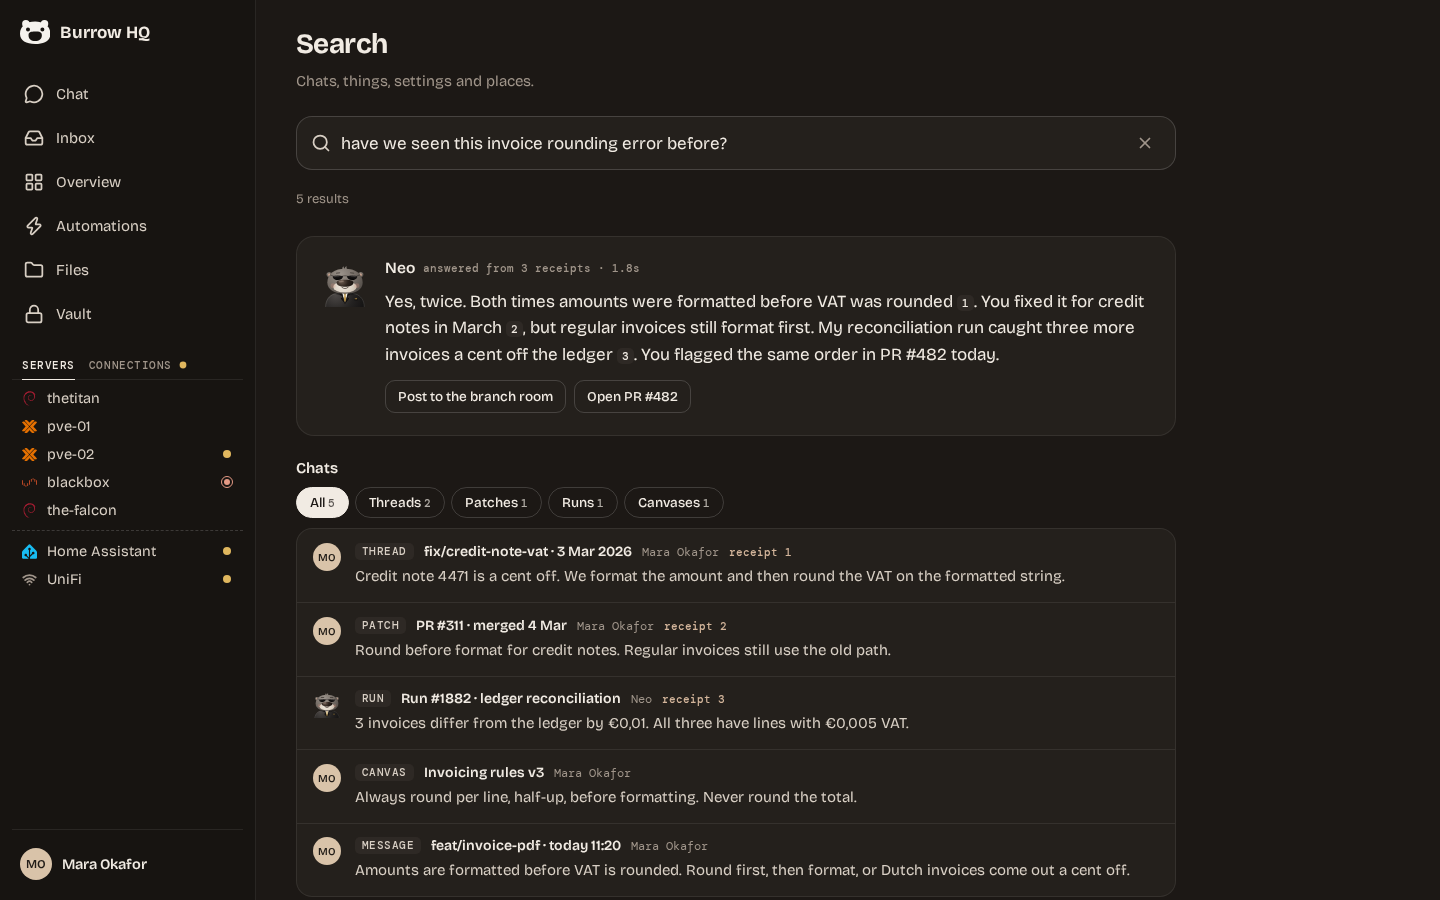 Burrow HQ
Chat
Inbox
Overview
Automations
Files
Vault
SERVERS CONNECTIONS
thetitan
pve-01
pve-02
blackbox
the-falcon
Home Assistant
UniFi
MO Mara Okafor
Search
Chats, things, settings and places.
have we seen this invoice rounding error before?
5 results
Neo answered from 3 receipts · 1.8s
Yes, twice. Both times amounts were formatted before VAT was rounded 1. You fixed it for credit
notes in March 2, but regular invoices still format first. My reconciliation run caught three more
invoices a cent off the ledger 3. You flagged the same order in PR #482 today.
Post to the branch room Open PR #482
Chats
All 5 Threads 2 Patches 1 Runs 1 Canvases 1
MO THREAD fix/credit-note-vat · 3 Mar 2026 Mara Okafor receipt 1
Credit note 4471 is a cent off. We format the amount and then round the VAT on the formatted string.
MO PATCH PR #311 · merged 4 Mar Mara Okafor receipt 2
Round before format for credit notes. Regular invoices still use the old path.
RUN Run #1882 · ledger reconciliation Neo receipt 3
3 invoices differ from the ledger by €0,01. All three have lines with €0,005 VAT.
MO CANVAS Invoicing rules v3 Mara Okafor
Always round per line, half-up, before formatting. Never round the total.
MO MESSAGE feat/invoice-pdf · today 11:20 Mara Okafor
Amounts are formatted before VAT is rounded. Round first, then format, or Dutch invoices come out a cent off.